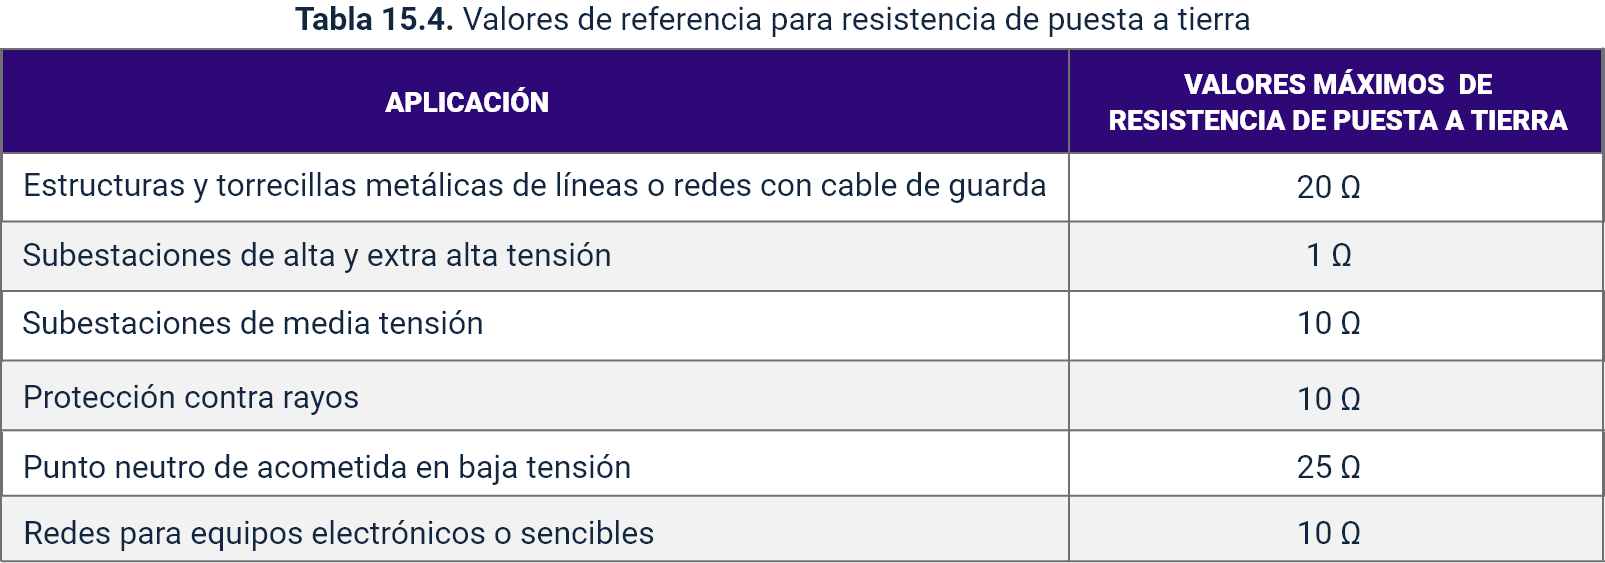 Tabla 15.4. Valores de referencia para resistencia de puesta a tierra
APLICACIÓN
VALORES MÁXIMOS DE
RESISTENCIA DE PUESTA A TIERRA
Estructuras y torrecillas metálicas de líneas o redes con cable de guarda
20 Ω
Subestaciones de alta y extra alta tensión
1 Ω
Subestaciones de media tensión
10 Ω
Protección contra rayos
10 Ω
Punto neutro de acometida en baja tensión
25 Ω
Redes para equipos electrónicos o sencibles
10 Ω